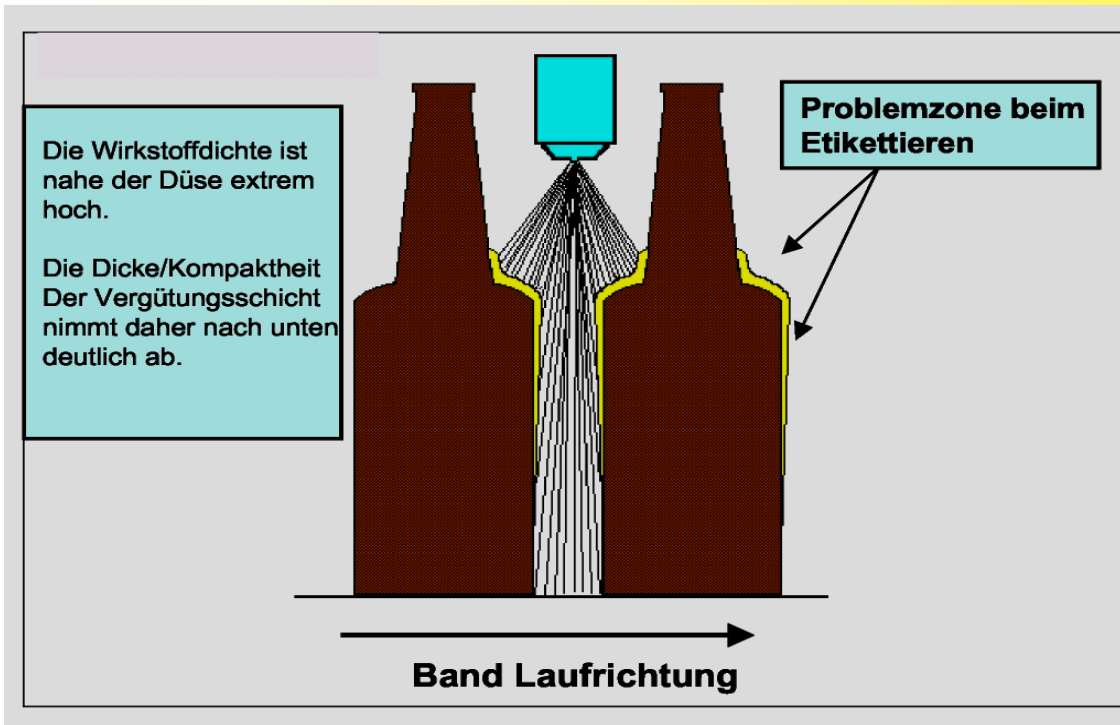 Die Wirkstoffdichte ist
nahe der Düse extrem
hoch.
Die Dicke/Kompaktheit
Der Vergütungsschicht
nimmt daher nach unten
deutlich ab.
Problemzone beim
Etikettieren
Band Laufrichtung